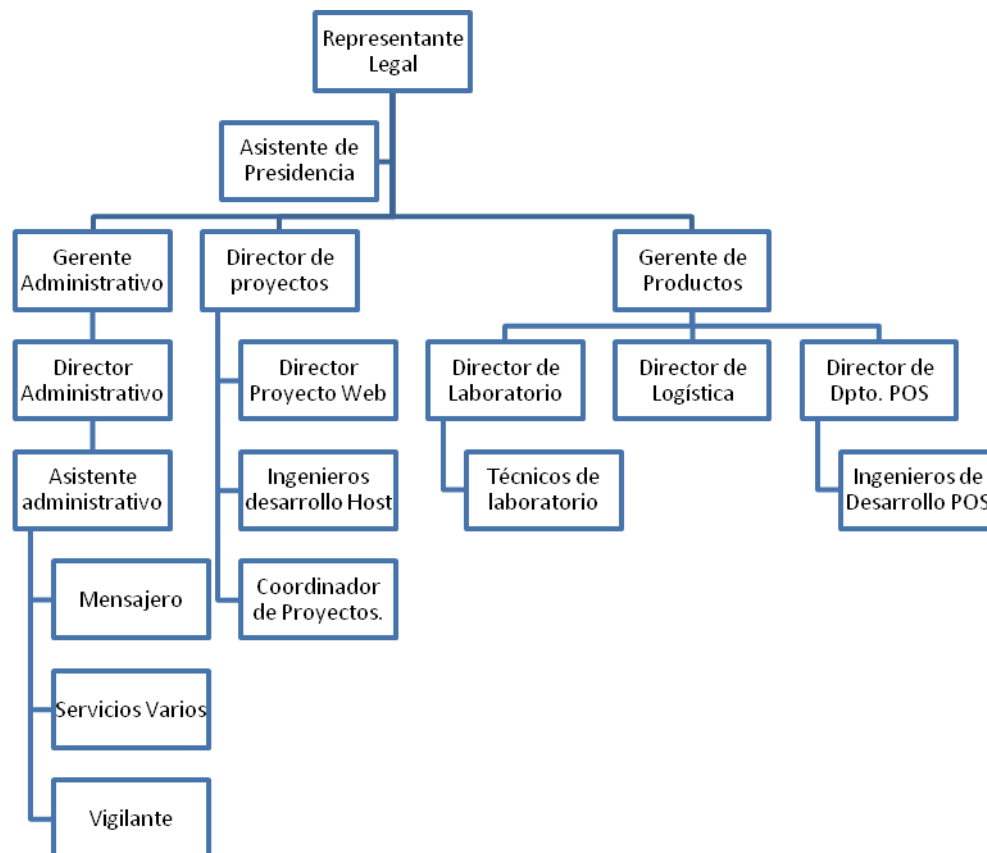 Representante
Legal
Asistente de
Presidencia
Gerente
Administrativo
Director de
proyectos
Gerente de
Productos
Director
Administrativo
Director
Proyecto Web
Director de
Laboratorio
Director de
Logística
Director de
Dpto. POS
Asistente
administrativo
Ingenieros
desarrollo Host
Técnicos de
laboratorio
Ingenieros de
Desarrollo POS
Mensajero
Coordinador
de Proyectos.
Servicios Varios
Vigilante